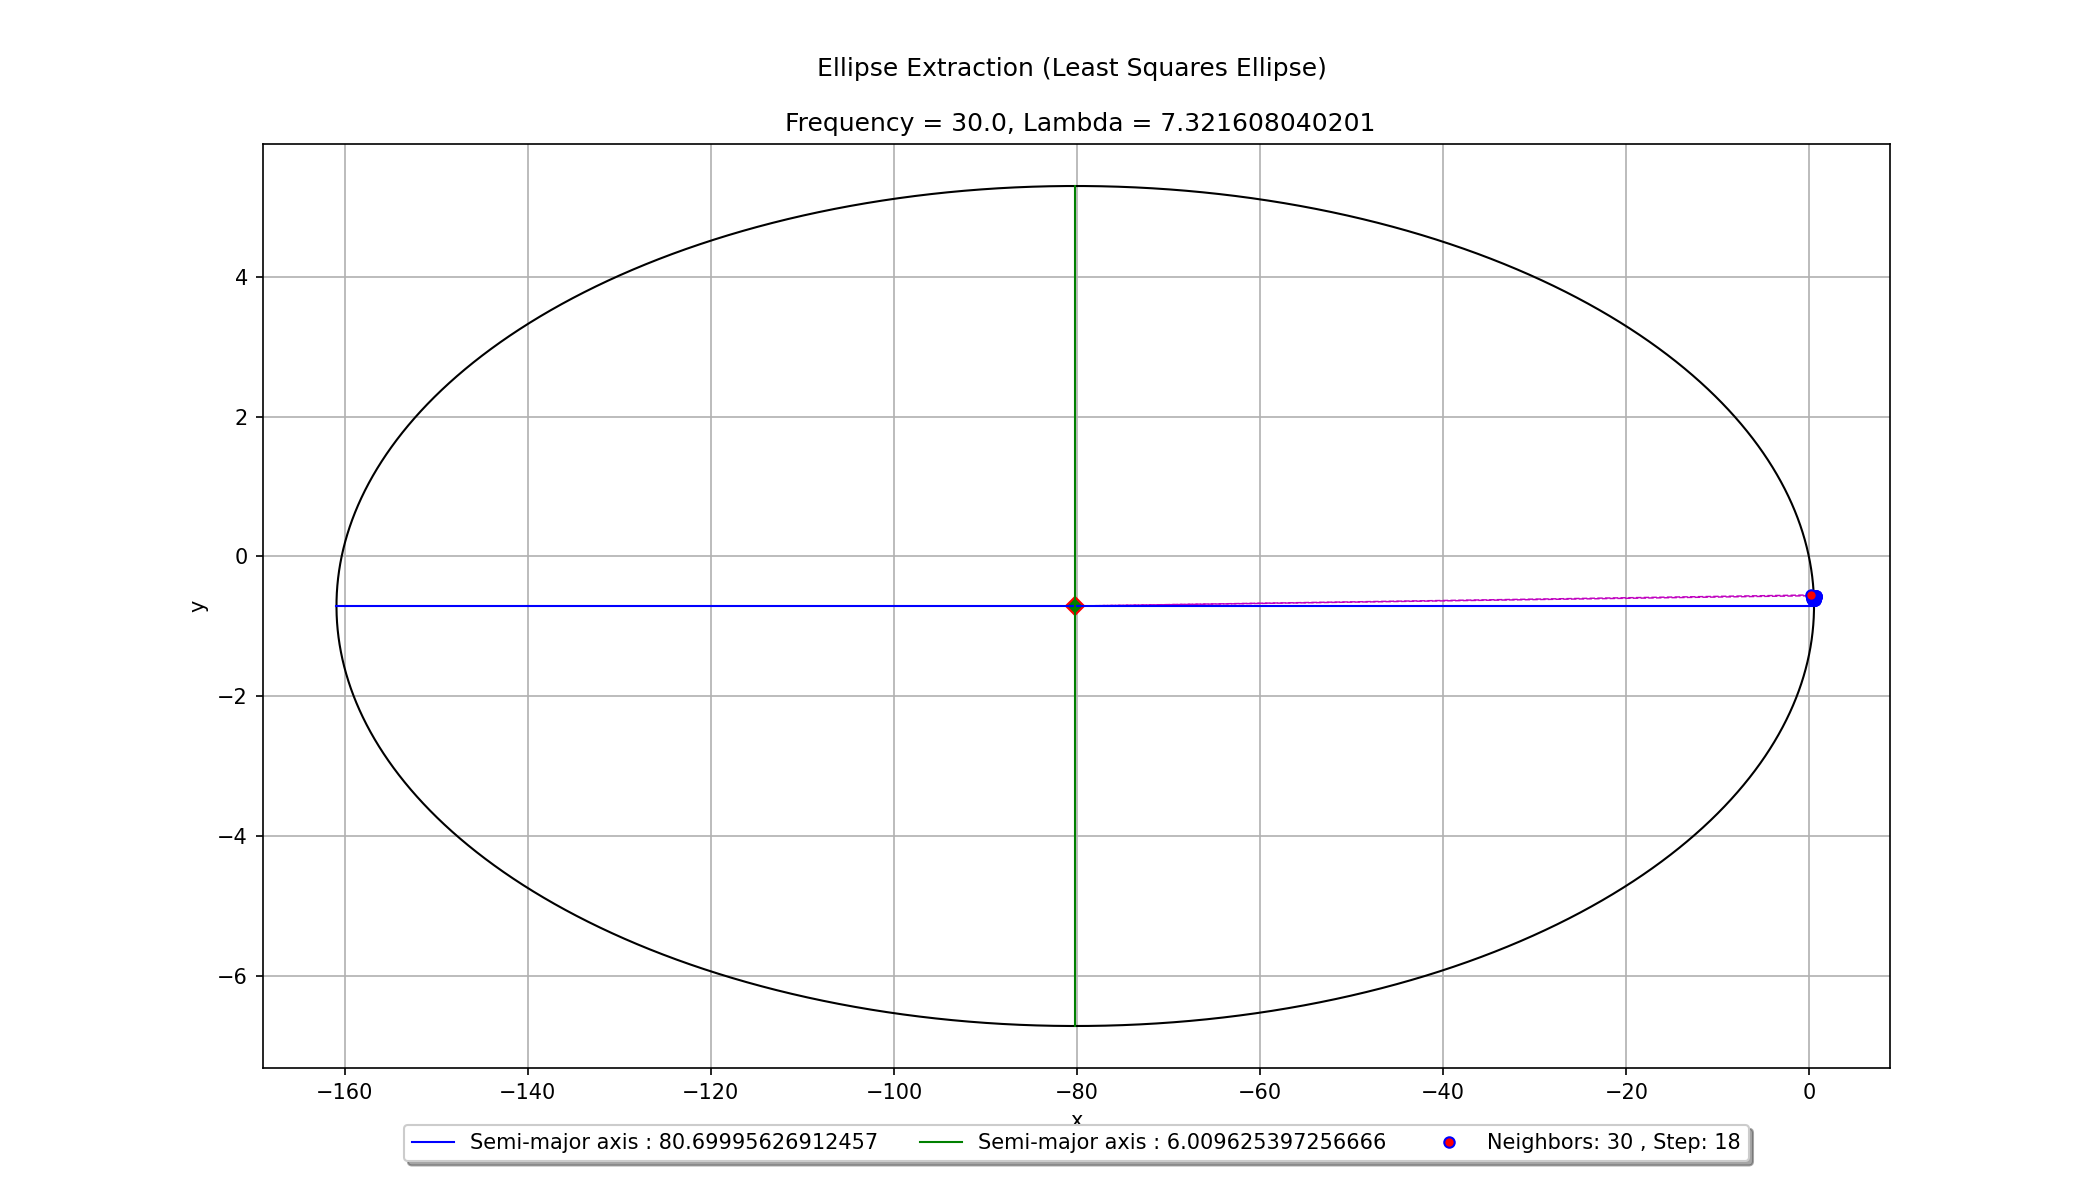 Ellipse Extraction (Least Squares Ellipse)
Frequency = 30.0, Lambda = 7.321608040201
4
2
0
−2
−4
−6
y
−160 −140 −120 −100 −80 −60 −40 −20 0
x
Semi-major axis : 80.69995626912457 Semi-major axis : 6.009625397256666 Neighbors: 30 , Step: 18